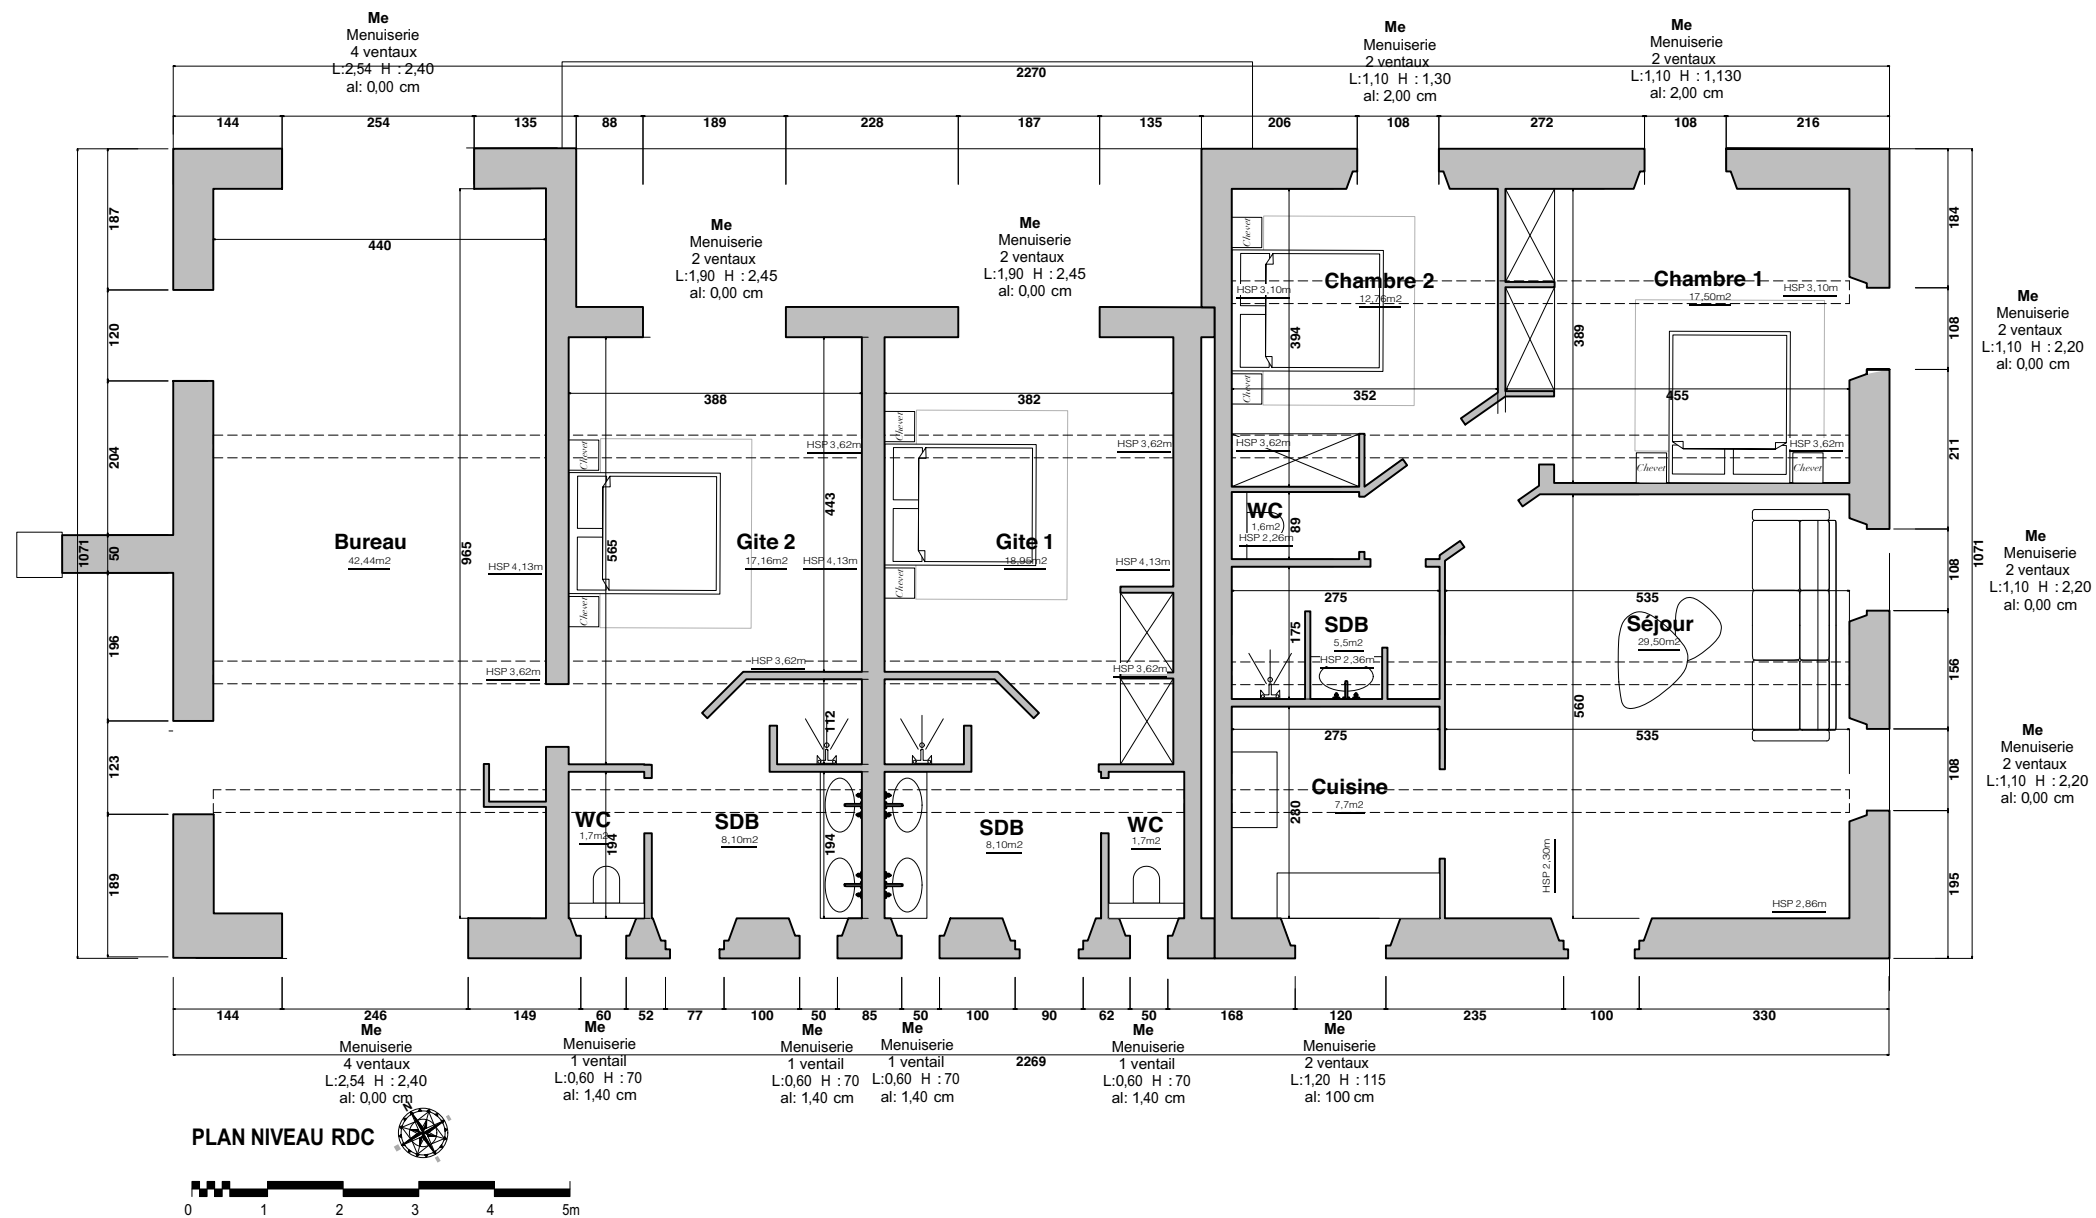 Me
Menuiserie
4 ventaux
L:2,54 H : 2,40
al: 0,00 cm
Me
Menuiserie
2 ventaux
L:1,10 H : 1,30
al: 2,00 cm
Me
Menuiserie
2 ventaux
L:1,10 H : 1,130
al: 2,00 cm
2270
144 254 135 88 189 228 187 135 206 108 272 108 216
Me
Menuiserie
2 ventaux
L:1,90 H : 2,45
al: 0,00 cm
Me
Menuiserie
2 ventaux
L:1,90 H : 2,45
al: 0,00 cm
Me
Menuiserie
2 ventaux
L:1,10 H : 2,20
al: 0,00 cm
Me
Menuiserie
2 ventaux
L:1,10 H : 2,20
al: 0,00 cm
Me
Menuiserie
2 ventaux
L:1,10 H : 2,20
al: 0,00 cm
1071
187
120
204
50
196
123
189
440
965
Bureau
42,44m2
HSP 4,13m
HSP 3,62m
388
Chevet
Chevet
565
443
Gite 2
17,16m2
HSP 3,62m
HSP 4,13m
HSP 3,62m
112
WC
1,7m2
194
SDB
8,10m2
194
382
Chevet
Chevet
Gite 1
18,95m2
HSP 3,62m
HSP 4,13m
HSP 3,62m
SDB
8,10m2
WC
1,7m2
Chevet
Chambre 2
12,76m2
HSP 3,10m
394
Chevet
352
HSP 3,62m
Chambre 1
17,50m2
HSP 3,10m
389
455
HSP 3,62m
Chevet
Chevet
WC
1,6m2
HSP 2,26m
89
275
SDB
5,5m2
HSP 2,36m
175
535
Séjour
29,50m2
560
275
535
Cuisine
7,7m2
280
HSP 2,30m
HSP 2,86m
184
108
211
108
156
108
195
1071
144 246 149 60 52 77 100 50 85 50 100 90 62 50 168 120 235 100 330
2269
Me
Menuiserie
4 ventaux
L:2,54 H : 2,40
al: 0,00 cm
Me
Menuiserie
1 ventail
L:0,60 H : 70
al: 1,40 cm
Me
Menuiserie
1 ventail
L:0,60 H : 70
al: 1,40 cm
Me
Menuiserie
1 ventail
L:0,60 H : 70
al: 1,40 cm
Me
Menuiserie
1 ventail
L:0,60 H : 70
al: 1,40 cm
Me
Menuiserie
2 ventaux
L:1,20 H : 115
al: 100 cm
N
PLAN NIVEAU RDC
0 1 2 3 4 5m